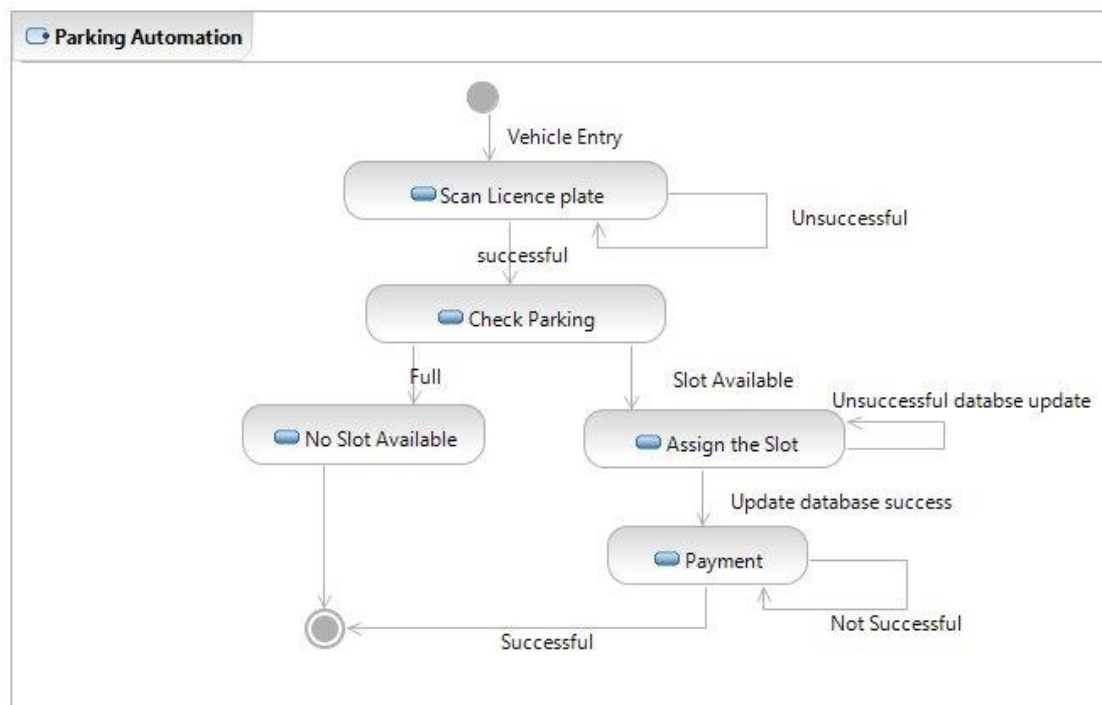 Parking Automation
Vehicle Entry
Scan Licence plate
Unsuccessful
successful
Check Parking
Full
Slot Available
Unsuccessful databse update
No Slot Available
Assign the Slot
Update database success
Payment
Not Successful
Successful